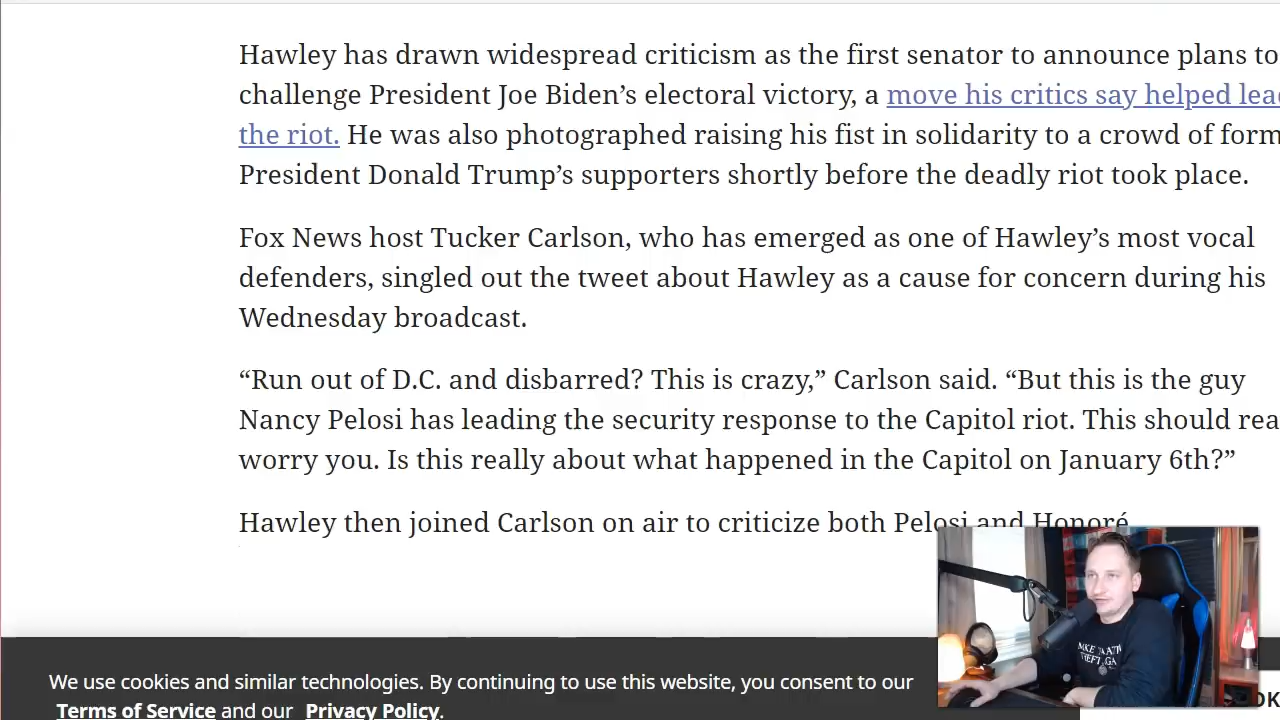 Hawley has drawn widespread criticism as the first senator to announce plans to
challenge President Joe Biden’s electoral victory, a move his critics say helped lea
the riot. He was also photographed raising his fist in solidarity to a crowd of form
President Donald Trump’s supporters shortly before the deadly riot took place.
Fox News host Tucker Carlson, who has emerged as one of Hawley’s most vocal
defenders, singled out the tweet about Hawley as a cause for concern during his
Wednesday broadcast.
“Run out of D.C. and disbarred? This is crazy,” Carlson said. “But this is the guy
Nancy Pelosi has leading the security response to the Capitol riot. This should rea
worry you. Is this really about what happened in the Capitol on January 6th?”
Hawley then joined Carlson on air to criticize both Pelosi and Honoré
We use cookies and similar technologies. By continuing to use this website, you consent to our
Terms of Service and our Privacy Policy.